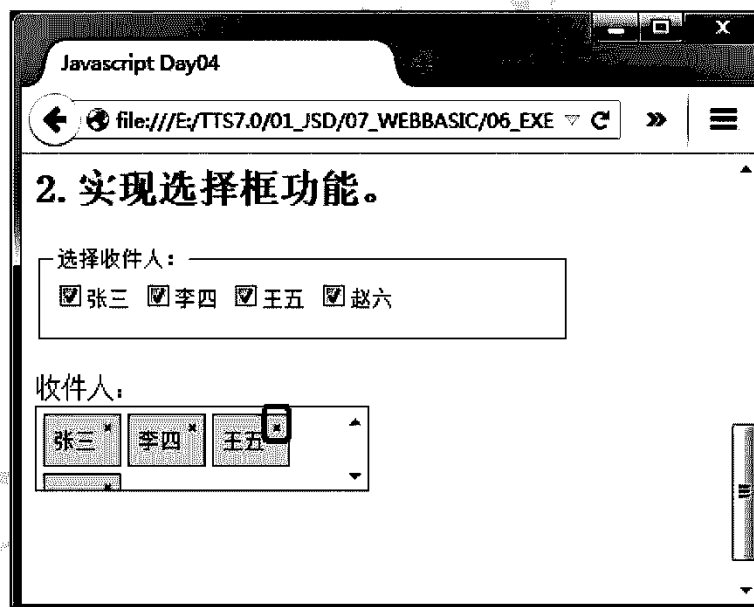 Javascript Day04
file:///E:/TTS7.0/01_JSD/07_WEBBASIC/06_EXE
2. 实现选择框功能。
选择收件人:
张三 李四 王五 赵六
收件人:
张三 × 李四 × 王五 ×
×